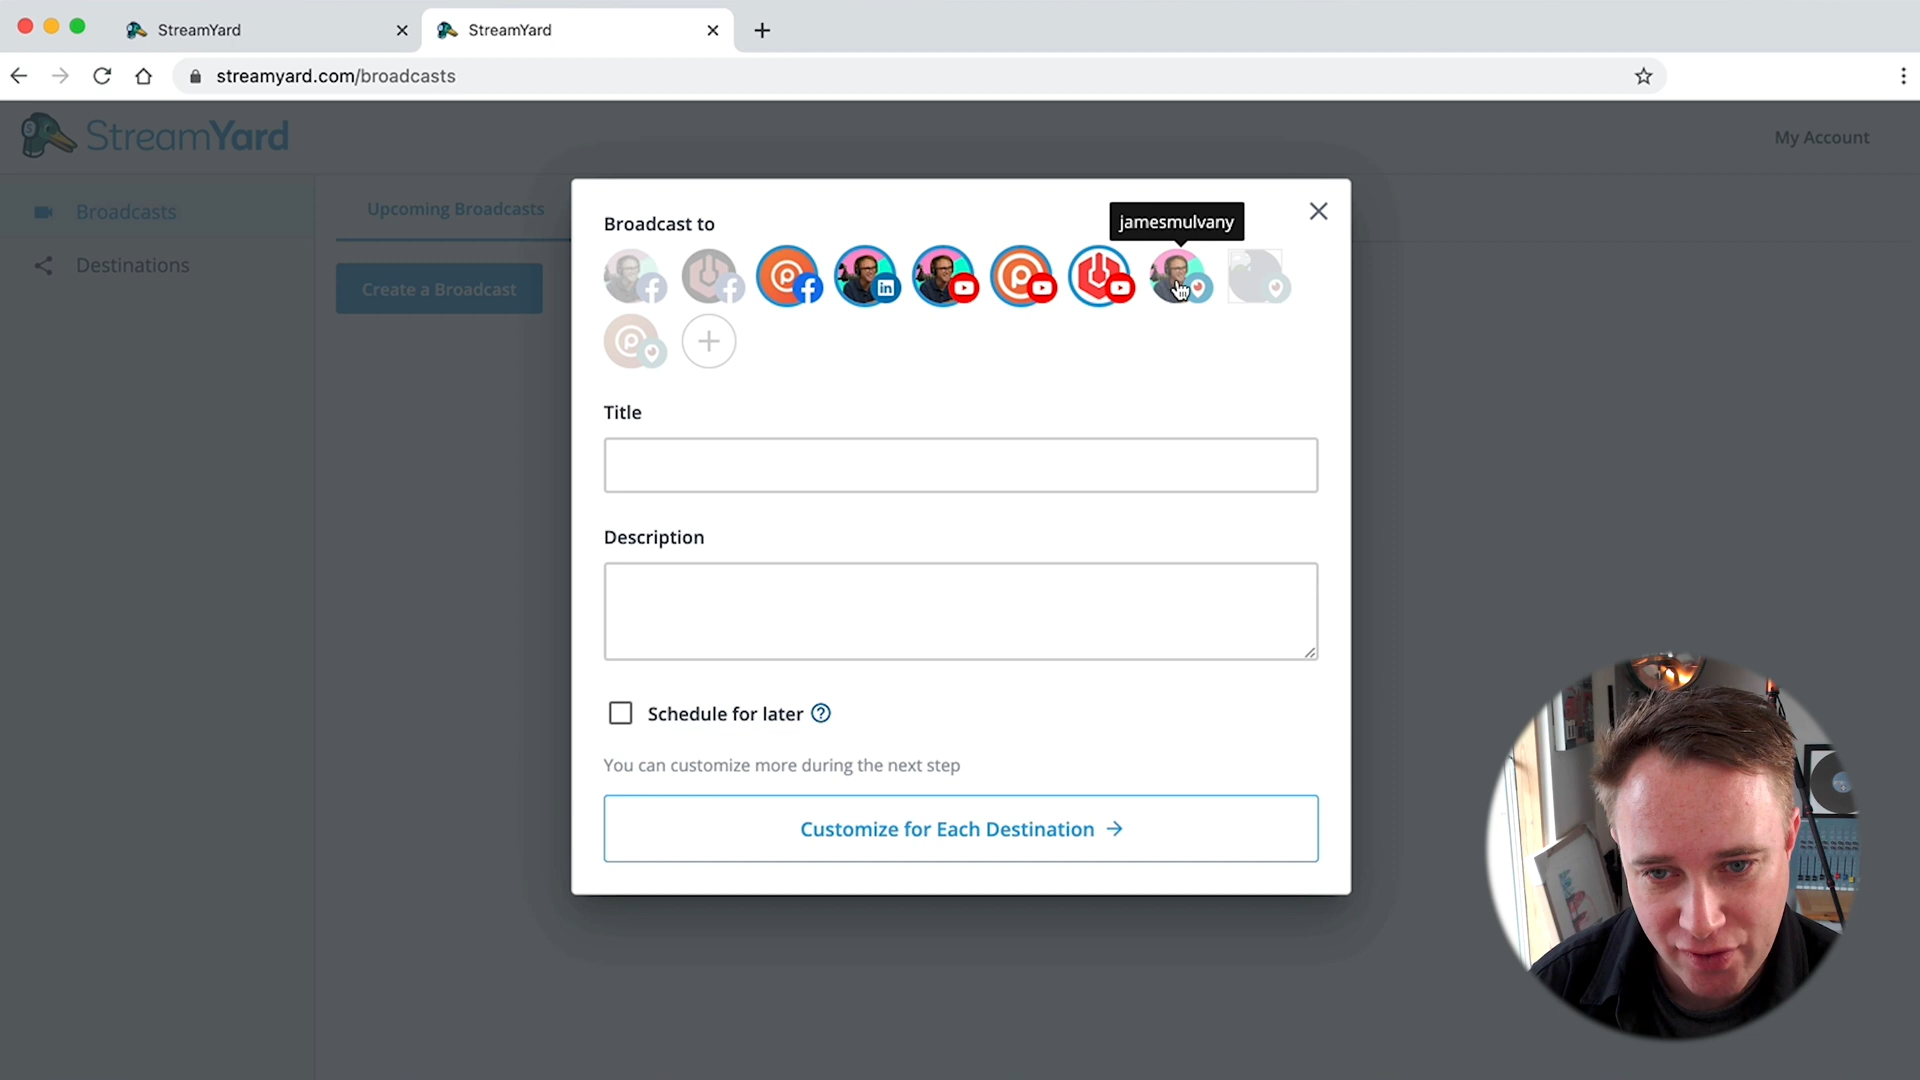 StreamYard
StreamYard
streamyard.com/broadcasts
StreamYard
My Account
Broadcasts
Destinations
Upcoming Broadcasts
Create a Broadcast
Broadcast to
jamesmulvany
Title
Description
Schedule for later
You can customize more during the next step
Customize for Each Destination